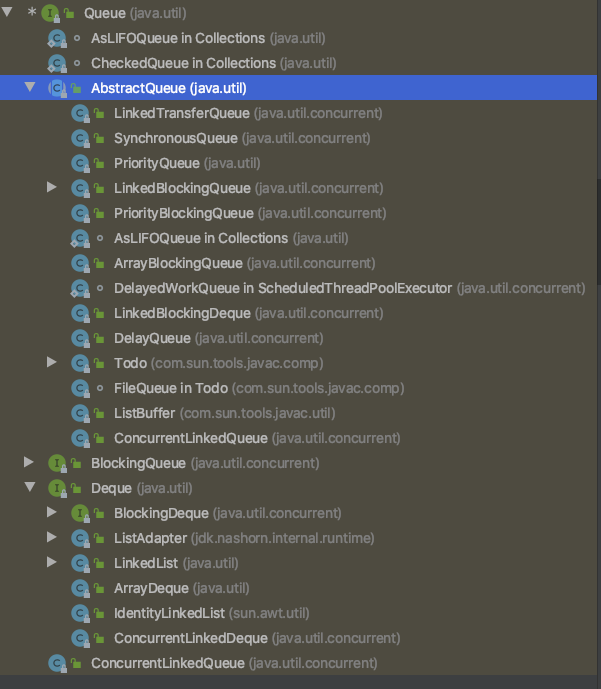 * Queue (java.util)
AsLIFOQueue in Collections (java.util)
CheckedQueue in Collections (java.util)
AbstractQueue (java.util)
LinkedTransferQueue (java.util.concurrent)
SynchronousQueue (java.util.concurrent)
PriorityQueue (java.util)
LinkedBlockingQueue (java.util.concurrent)
PriorityBlockingQueue (java.util.concurrent)
AsLIFOQueue in Collections (java.util)
ArrayBlockingQueue (java.util.concurrent)
DelayedWorkQueue in ScheduledThreadPoolExecutor (java.util.concurrent)
LinkedBlockingDeque (java.util.concurrent)
DelayQueue (java.util.concurrent)
Todo (com.sun.tools.javac.comp)
FileQueue in Todo (com.sun.tools.javac.comp)
ListBuffer (com.sun.tools.javac.util)
ConcurrentLinkedQueue (java.util.concurrent)
BlockingQueue (java.util.concurrent)
Deque (java.util)
BlockingDeque (java.util.concurrent)
ListAdapter (jdk.nashorn.internal.runtime)
LinkedList (java.util)
ArrayDeque (java.util)
IdentityLinkedList (sun.awt.util)
ConcurrentLinkedDeque (java.util.concurrent)
ConcurrentLinkedQueue (java.util.concurrent)